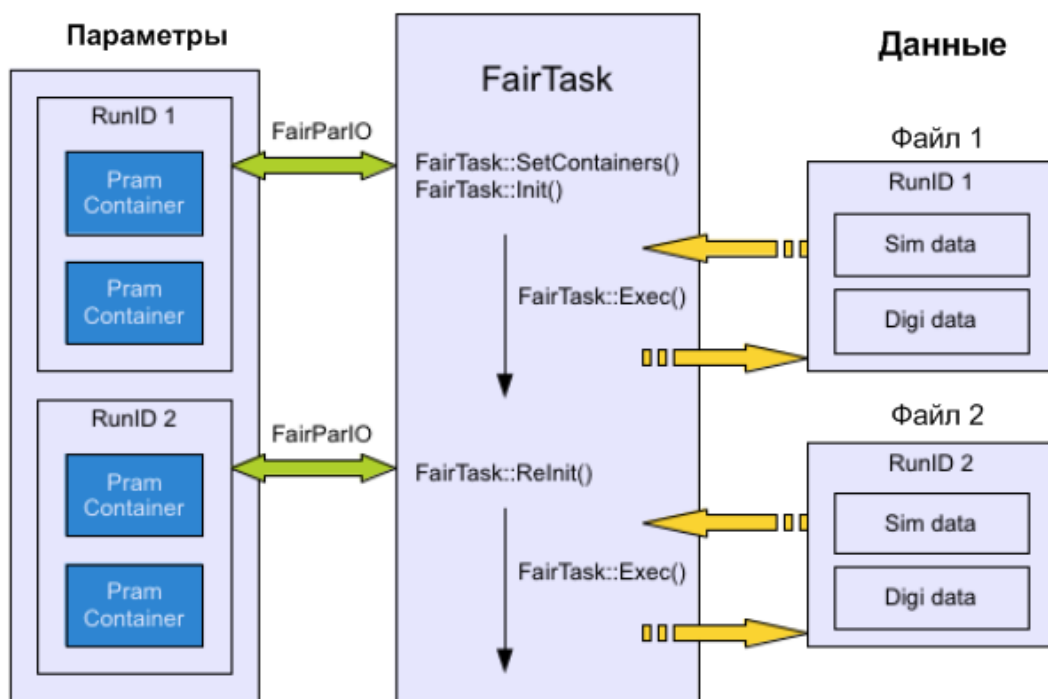 Параметры
RunID 1
Pram
Container
Pram
Container
RunID 2
Pram
Container
Pram
Container
FairParIO
FairParIO
FairTask
FairTask::SetContainers()
FairTask::Init()
FairTask::Exec()
FairTask::ReInit()
FairTask::Exec()
Данные
Файл 1
RunID 1
Sim data
Digi data
Файл 2
RunID 2
Sim data
Digi data